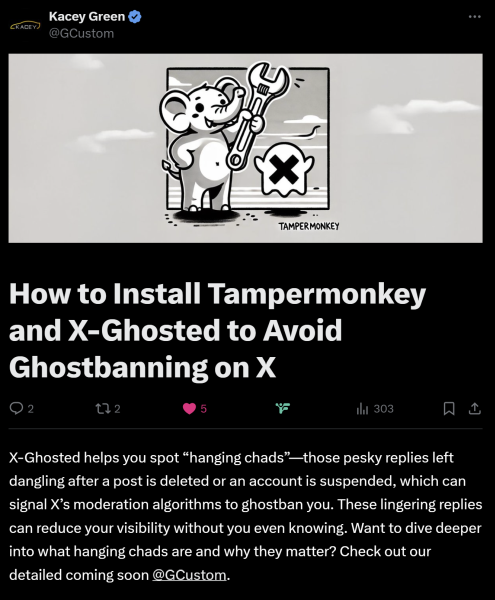 KACEY
Kacey Green
@GCustom
TAMPERMONKEY
How to Install Tampermonkey
and X-Ghosted to Avoid
Ghostbanning on X
2 2 5 303
X-Ghosted helps you spot “hanging chads”—those pesky replies left
dangling after a post is deleted or an account is suspended, which can
signal X’s moderation algorithms to ghostban you. These lingering replies
can reduce your visibility without you even knowing. Want to dive deeper
into what hanging chads are and why they matter? Check out our
detailed coming soon @GCustom.